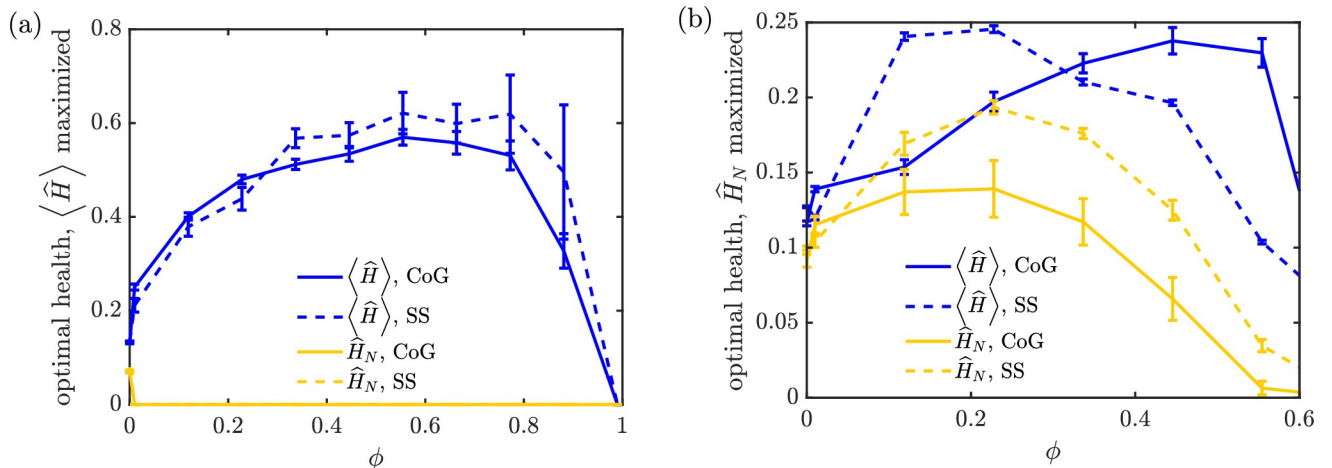 (a)
optimal health, ⟨Ĥ⟩ maximized
0.8
0.6
0.4
0.2
0
0
0.2
0.4
0.6
0.8
1
ϕ
⟨Ĥ⟩, CoG
⟨Ĥ⟩, SS
Ĥ_N, CoG
Ĥ_N, SS
(b)
optimal health, Ĥ_N maximized
0.25
0.2
0.15
0.1
0.05
0
0
0.2
0.4
0.6
ϕ
⟨Ĥ⟩, CoG
⟨Ĥ⟩, SS
Ĥ_N, CoG
Ĥ_N, SS